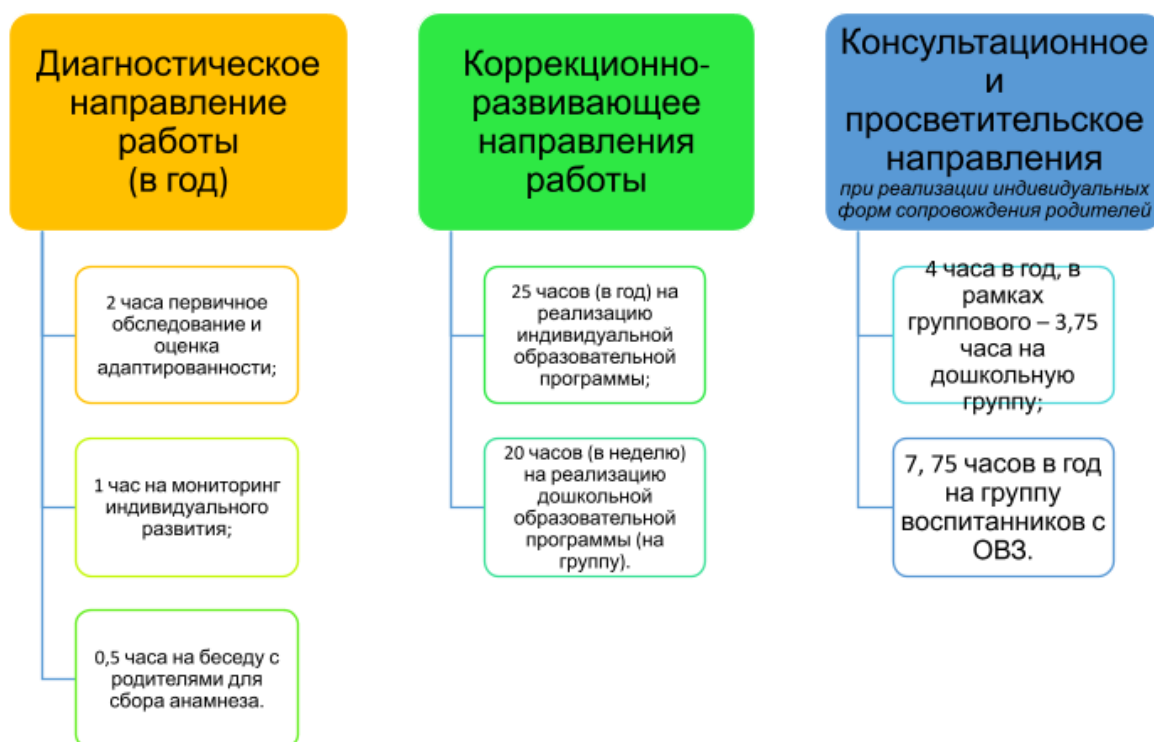 Диагностическое
направление
работы
(в год)
2 часа первичное
обследование и
оценка
адаптированности;
1 час на мониторинг
индивидуального
развития;
0,5 часа на беседу с
родителями для
сбора анамнеза.
Коррекционно-
развивающее
направления
работы
25 часов (в год) на
реализацию
индивидуальной
образовательной
программы;
20 часов (в неделю)
на реализацию
дошкольной
образовательной
программы (на
группу).
Консультационное
и
просветительское
направления
при реализации индивидуальных
форм сопровождения родителей
4 часа в год, в
рамках
группового – 3,75
часа на
дошкольную
группу;
7, 75 часов в год
на группу
воспитанников с
ОВЗ.